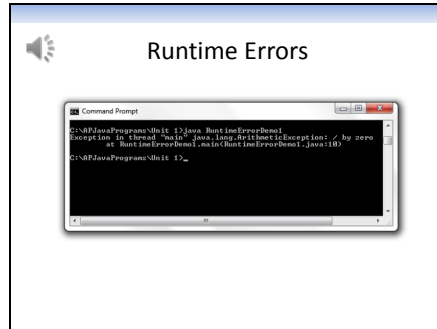 Runtime Errors
Command Prompt
C:\APJavaPrograms\Unit 1>java RuntimeErrorDemo1
Exception in thread "main" java.lang.ArithmeticException: / by zero
at RuntimeErrorDemo1.main(RuntimeErrorDemo1.java:10)
C:\APJavaPrograms\Unit 1>_